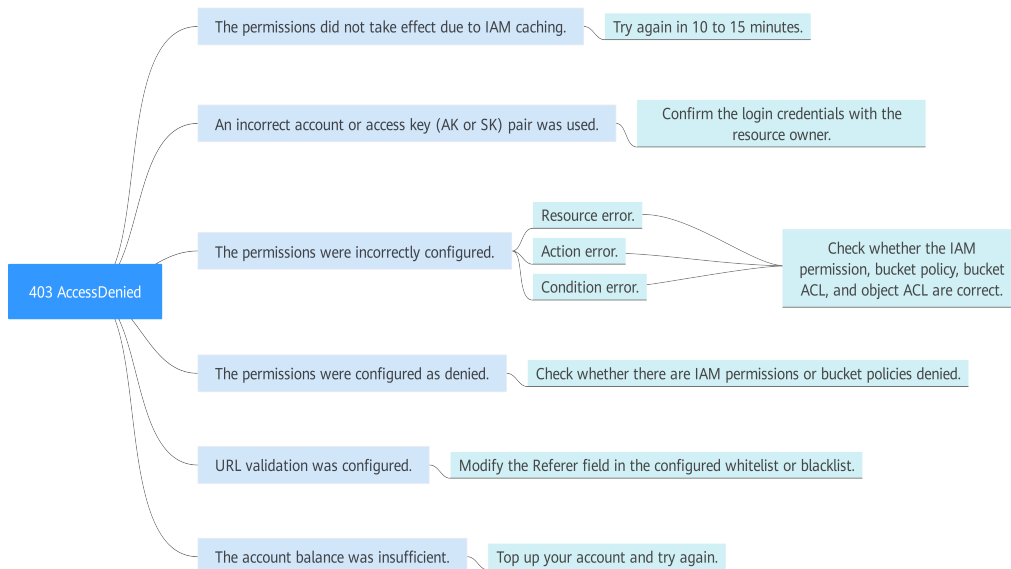 The permissions did not take effect due to IAM caching.
Try again in 10 to 15 minutes.
An incorrect account or access key (AK or SK) pair was used.
Confirm the login credentials with the
resource owner.
The permissions were incorrectly configured.
Resource error.
Action error.
Condition error.
Check whether the IAM
permission, bucket policy, bucket
ACL, and object ACL are correct.
403 AccessDenied
The permissions were configured as denied.
Check whether there are IAM permissions or bucket policies denied.
URL validation was configured.
Modify the Referer field in the configured whitelist or blacklist.
The account balance was insufficient.
Top up your account and try again.